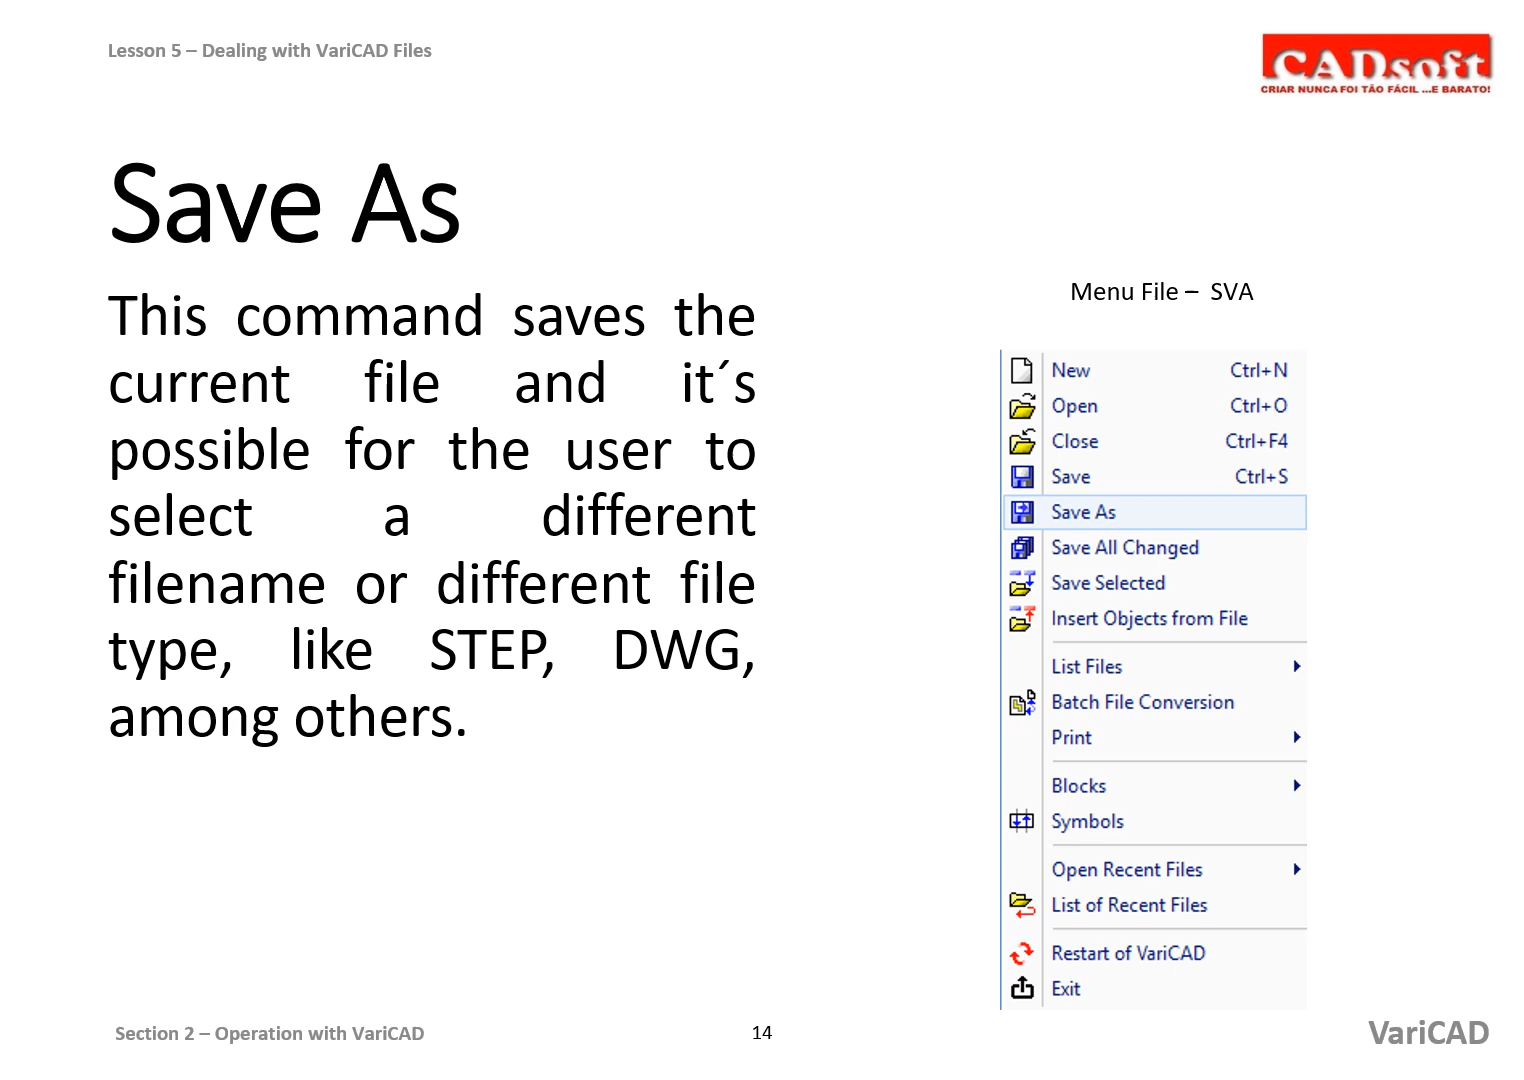 Lesson 5 – Dealing with VariCAD Files
CADsoft
CRIAR NUNCA FOI TÃO FÁCIL ...E BARATO!
Save As
This command saves the
current file and it´s
possible for the user to
select a different
filename or different file
type, like STEP, DWG,
among others.
Menu File – SVA
New Ctrl+N
Open Ctrl+O
Close Ctrl+F4
Save Ctrl+S
Save As
Save All Changed
Save Selected
Insert Objects from File
List Files
Batch File Conversion
Print
Blocks
Symbols
Open Recent Files
List of Recent Files
Restart of VariCAD
Exit
Section 2 – Operation with VariCAD
14
VariCAD